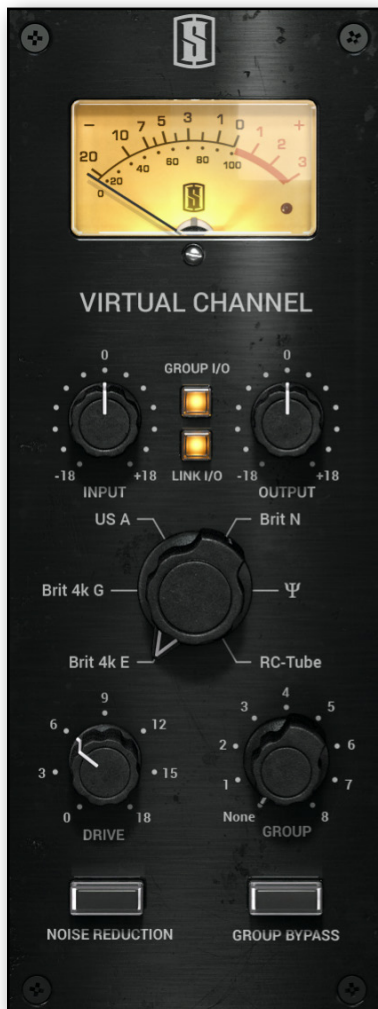 - +
20 10 7 5 3 1 0 1 2 3
0 20 40 60 80 100
S
VIRTUAL CHANNEL
0 GROUP I/O 0
-18 +18 LINK I/O -18 +18
INPUT OUTPUT
US A Brit N
Brit 4k G Ψ
Brit 4k E RC-Tube
9 4
6 12 3 5
3 15 2 6
1 7
0 18 None 8
DRIVE GROUP
NOISE REDUCTION GROUP BYPASS